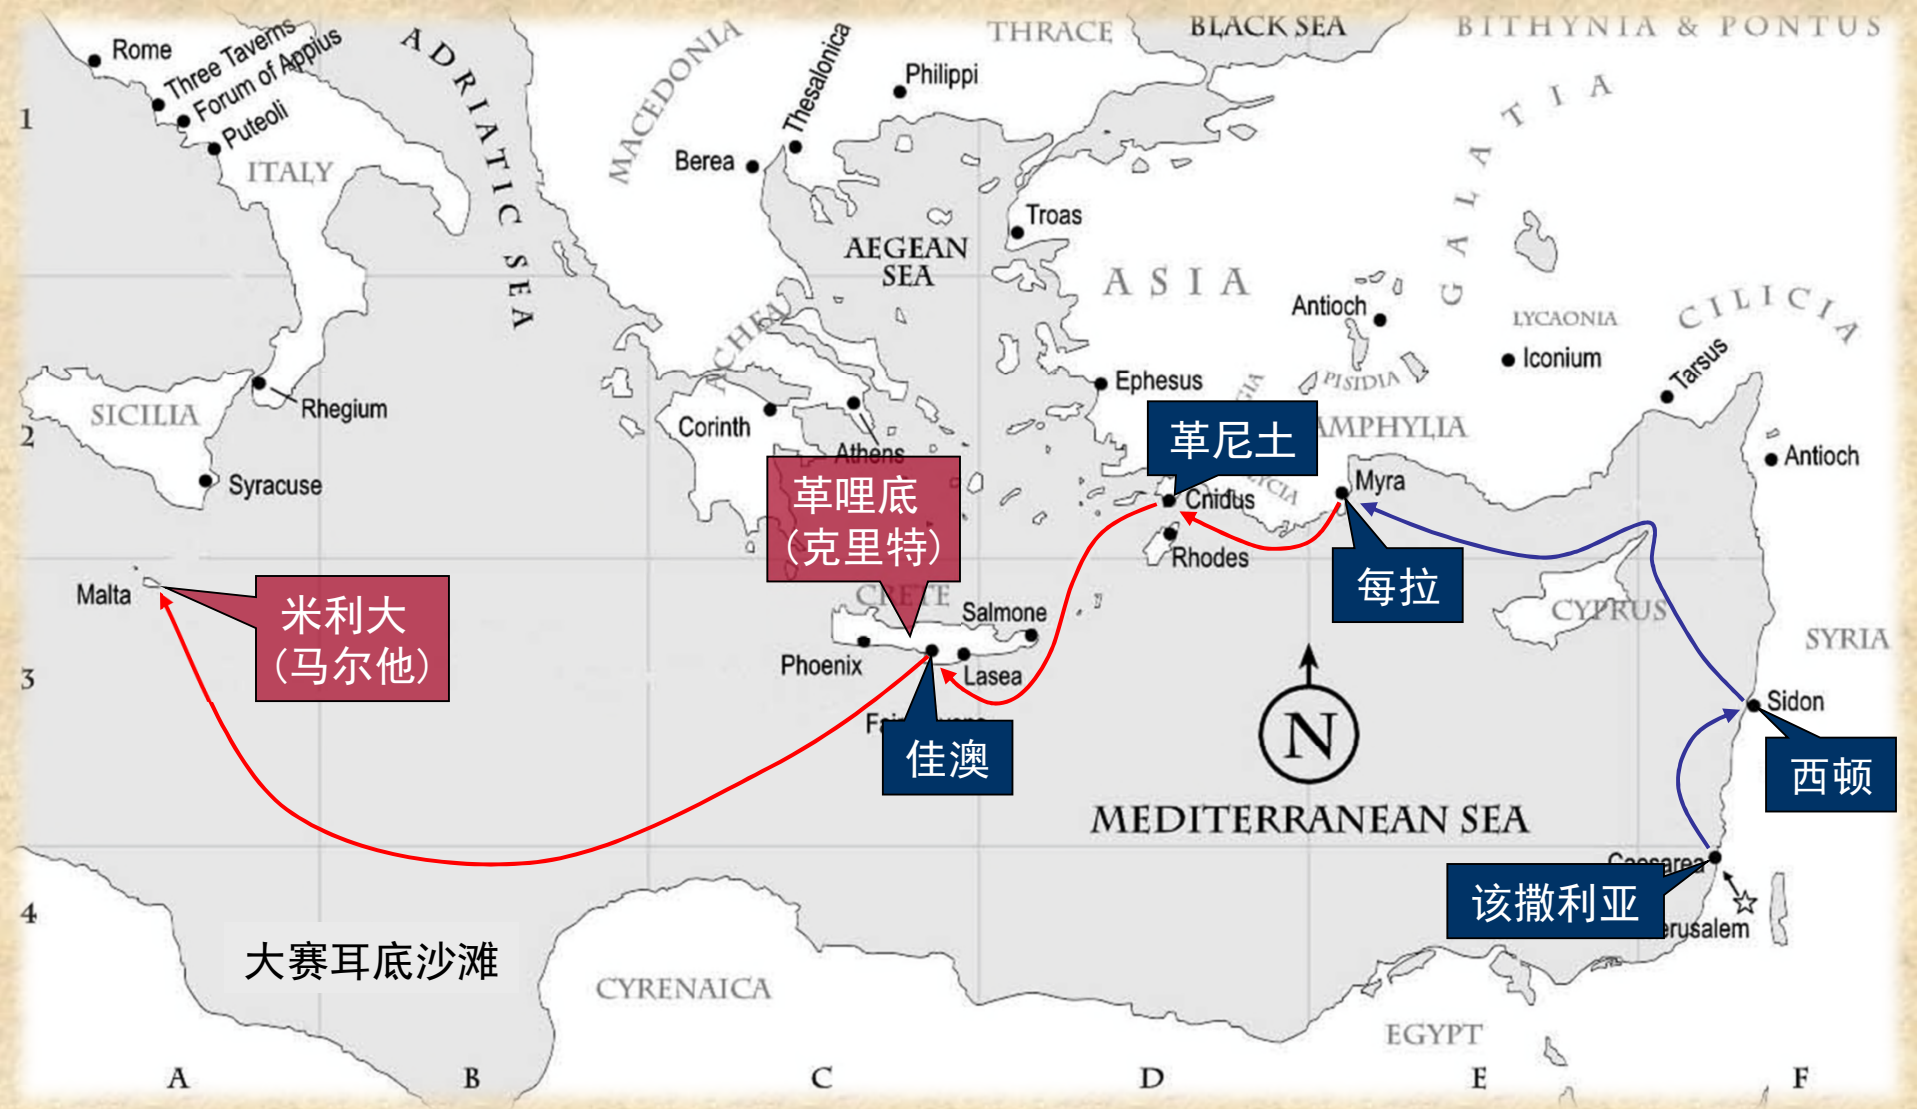 BLACK SEA
BITHYNIA & PONTUS
THRACE
MACEDONIA
ADRIATIC SEA
Rome
Three Taverns
Forum of Appius
Puteoli
ITALY
1
Philippi
Thesalonica
Berea
GALATIA
Troas
AEGEAN
SEA
ASIA
Antioch
LYCAONIA
CILICIA
ACHEA
Iconium
Tarsus
PISIDIA
Ephesus
SICILIA
Rhegium
2
Corinth
Athens
革尼土
AMPHYLIA
Antioch
Syracuse
革哩底
(克里特)
Cnidus
LYCIA
Myra
Rhodes
每拉
Malta
米利大
(马尔他)
CRETE
Salmone
CYPRUS
SYRIA
Phoenix
Lasea
3
Sidon
佳澳
N
西顿
MEDITERRANEAN SEA
Caesarea
该撒利亚
erusalem
4
大赛耳底沙滩
CYRENAICA
EGYPT
A
B
C
D
E
F